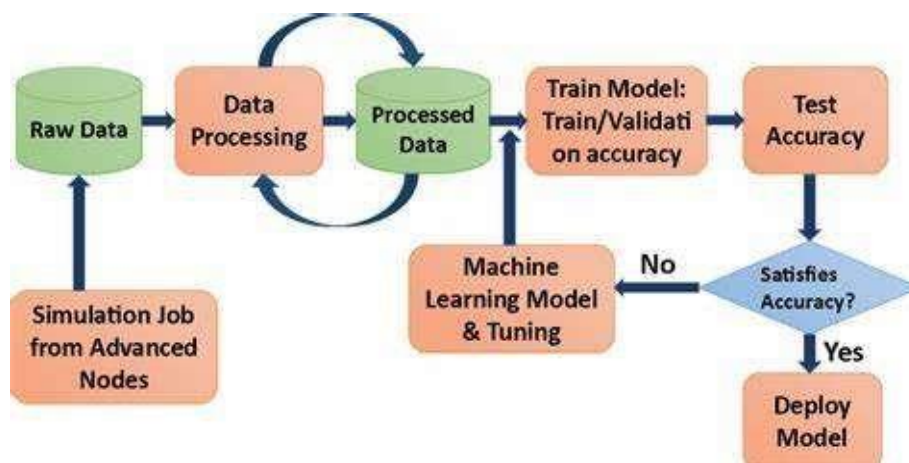 Raw Data
Data
Processing
Processed
Data
Train Model:
Train/Validati
on accuracy
Test
Accuracy
Simulation Job
from Advanced
Nodes
Machine
Learning Model
& Tuning
No
Satisfies
Accuracy?
Yes
Deploy
Model